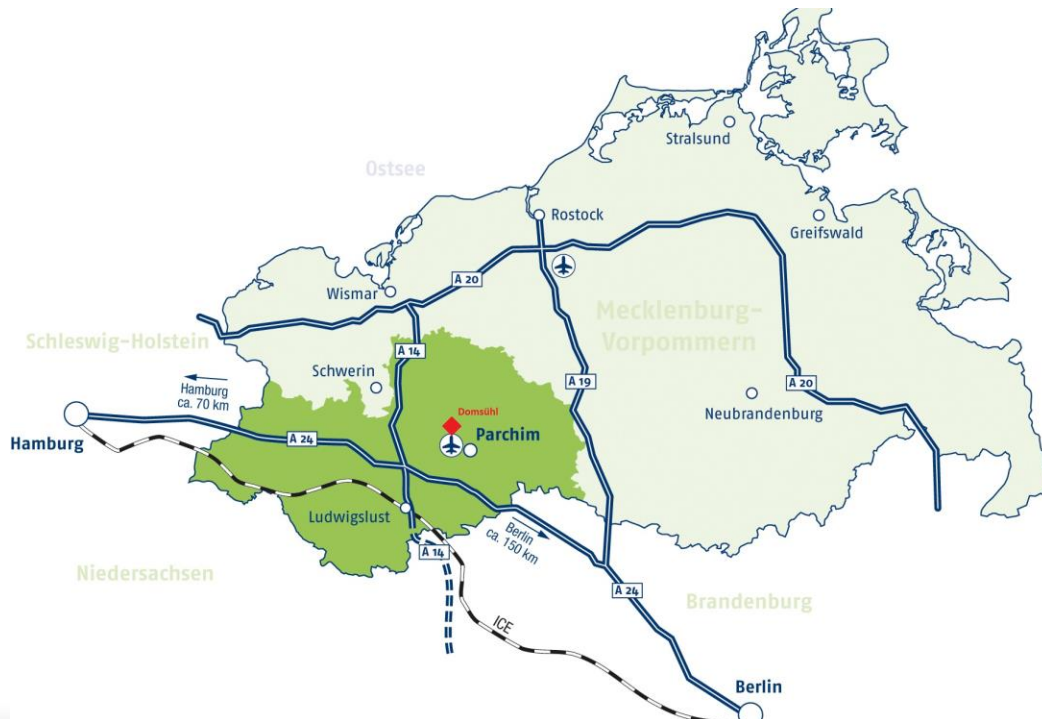 Stralsund
Ostsee
Rostock
Greifswald
A 20
Wismar
Mecklenburg-
Vorpommern
Schleswig-Holstein
A 14
Schwerin
Hamburg
ca. 70 km
A 19
A 20
Neubrandenburg
Domsühl
Hamburg
A 24
Parchim
Ludwigslust
Berlin
ca. 150 km
A 14
Niedersachsen
A 24
Brandenburg
ICE
Berlin